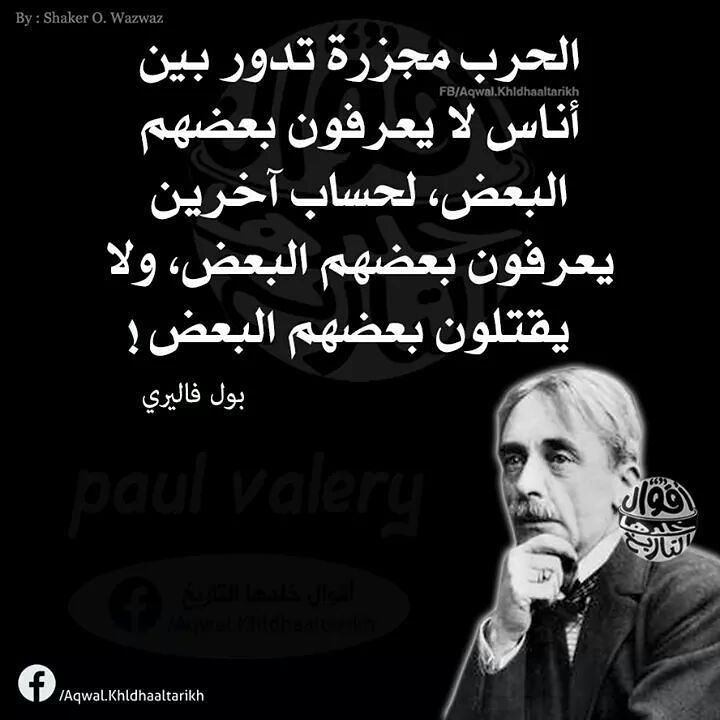 By : Shaker O. Wazwaz
الحرب مجزرة تدور بين
FB/Aqwal.Khldhaaltarikh
أناس لا يعرفون بعضهم
البعض، لحساب آخرين
يعرفون بعضهم البعض، ولا
يقتلون بعضهم البعض !
بول فاليري
paul valery
أقوال خلدها التاريخ
/Aqwal.Khldhaaltarikh
أقوال
خلدها
التاريخ
/Aqwal.Khldhaaltarikh